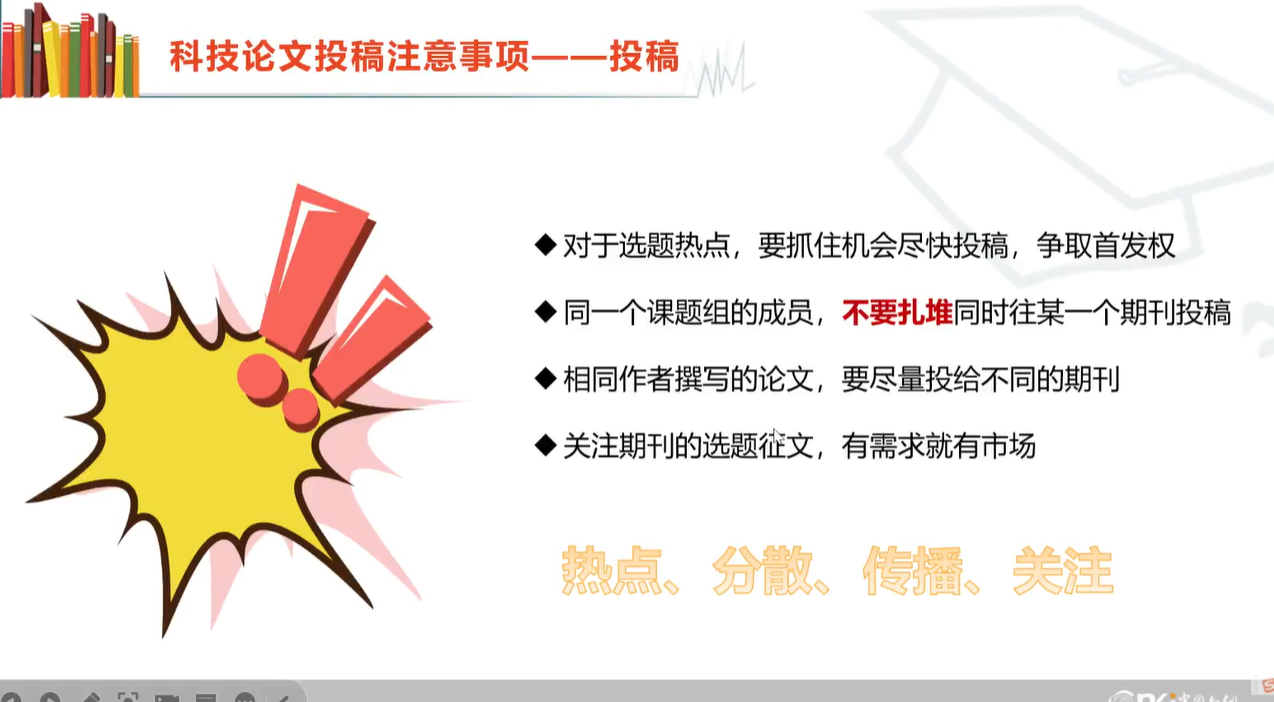 科技论文投稿注意事项——投稿
◆对于选题热点，要抓住机会尽快投稿，争取首发权
◆同一个课题组的成员，不要扎堆同时往某一个期刊投稿
◆相同作者撰写的论文，要尽量投给不同的期刊
◆关注期刊的选题征文，有需求就有市场
热点、分散、传播、关注